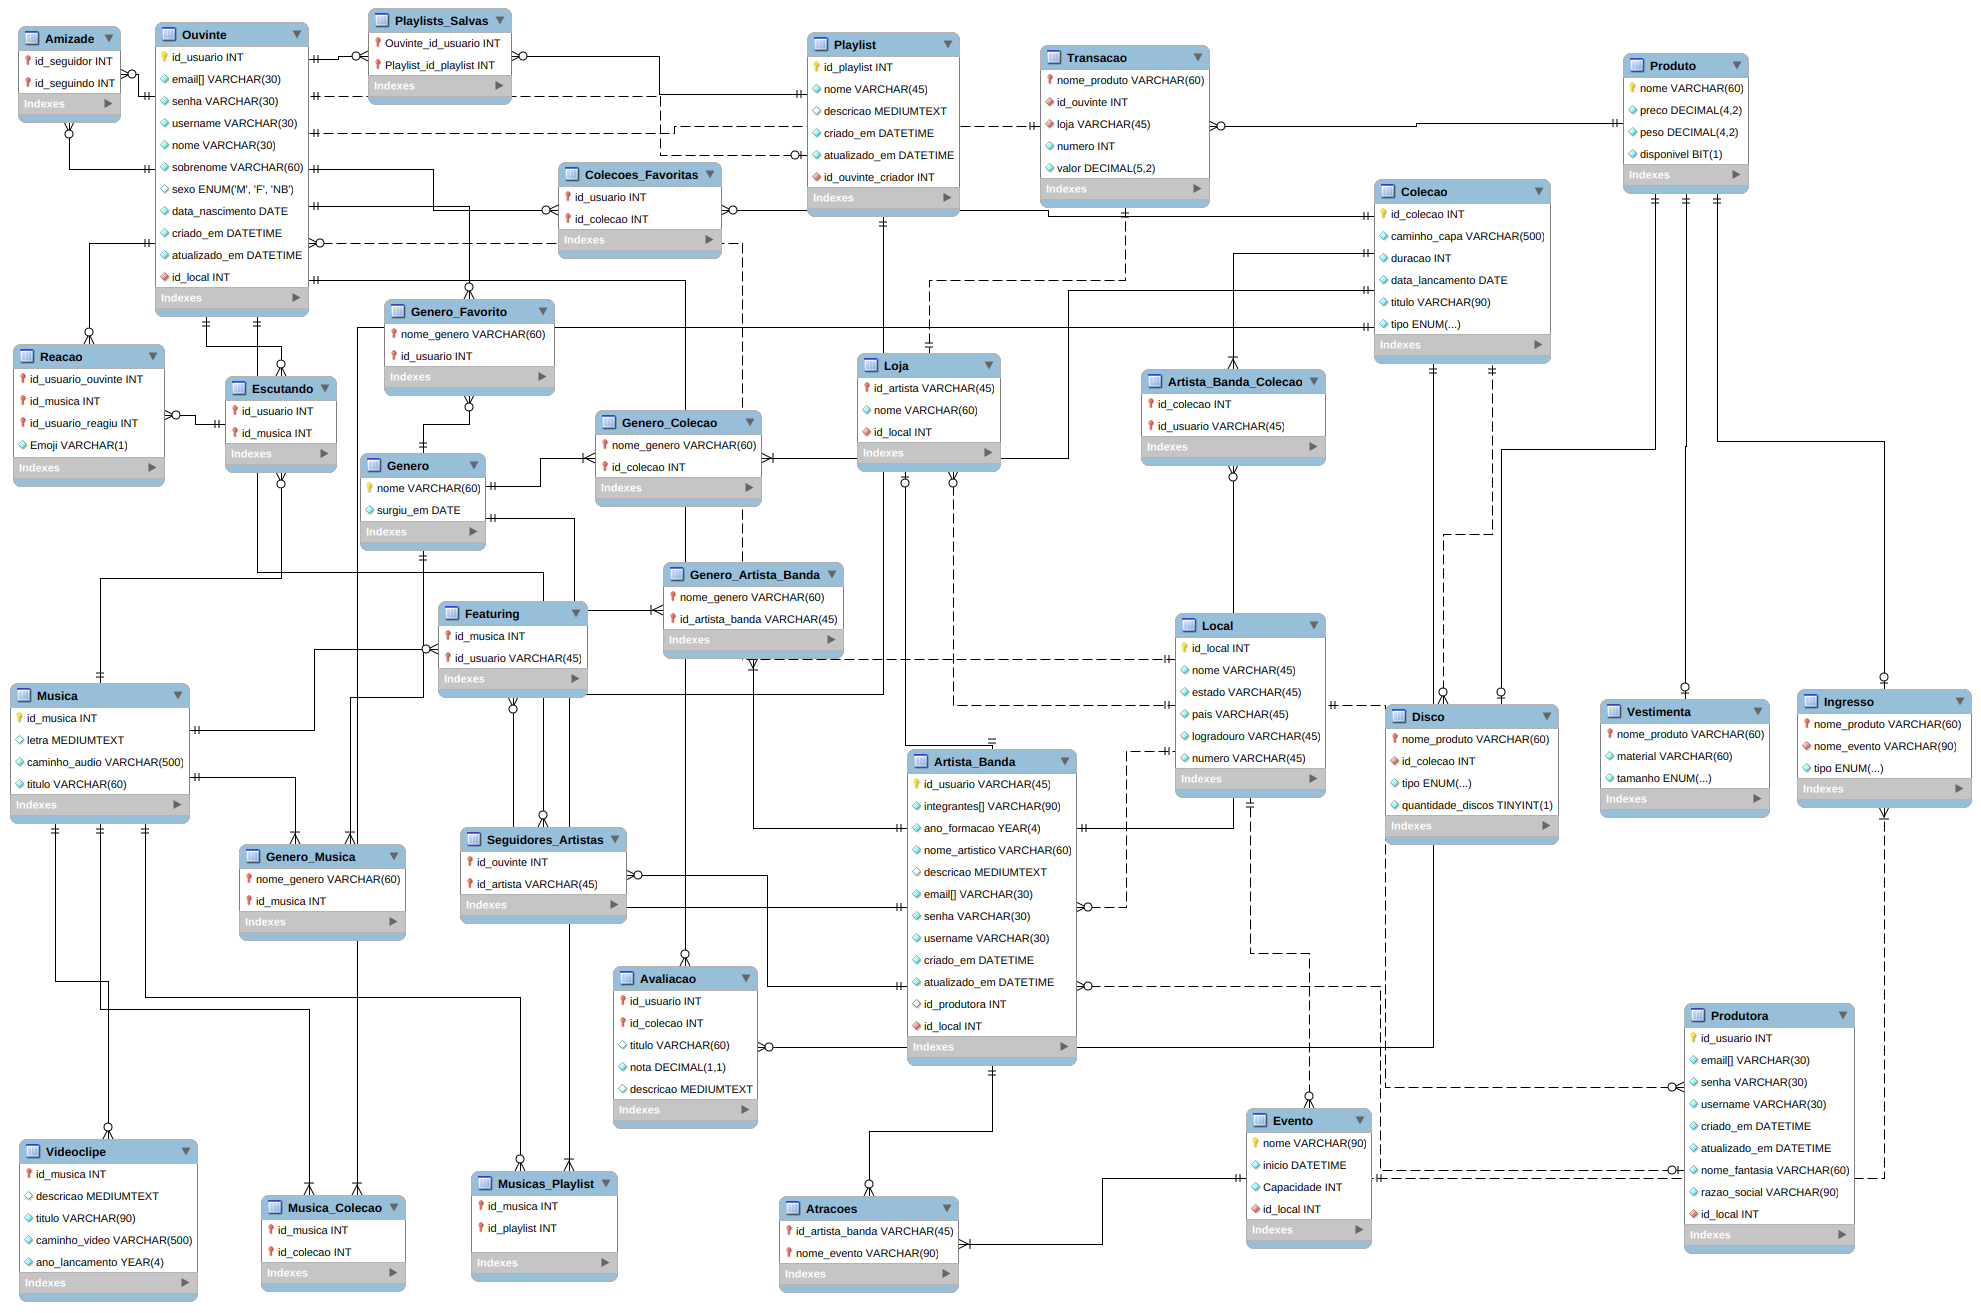 Amizade
id_seguidor INT
id_seguindo INT
Indexes
Ouvinte
id_usuario INT
email[] VARCHAR(30)
senha VARCHAR(30)
username VARCHAR(30)
nome VARCHAR(30)
sobrenome VARCHAR(60)
sexo ENUM('M', 'F', 'NB')
data_nascimento DATE
criado_em DATETIME
atualizado_em DATETIME
id_local INT
Indexes
Playlists_Salvas
Ouvinte_id_usuario INT
Playlist_id_playlist INT
Indexes
Playlist
id_playlist INT
nome VARCHAR(45)
descricao MEDIUMTEXT
criado_em DATETIME
atualizado_em DATETIME
id_ouvinte_criador INT
Indexes
Transacao
nome_produto VARCHAR(60)
id_ouvinte INT
loja VARCHAR(45)
numero INT
valor DECIMAL(5,2)
Indexes
Produto
nome VARCHAR(60)
preco DECIMAL(4,2)
peso DECIMAL(4,2)
disponivel BIT(1)
Indexes
Colecoes_Favoritas
id_usuario INT
id_colecao INT
Indexes
Colecao
id_colecao INT
caminho_capa VARCHAR(500)
duracao INT
data_lancamento DATE
titulo VARCHAR(90)
tipo ENUM(...)
Indexes
Genero_Favorito
nome_genero VARCHAR(60)
id_usuario INT
Indexes
Reacao
id_usuario_ouvinte INT
id_musica INT
id_usuario_reagiu INT
Emoji VARCHAR(1)
Indexes
Escutando
id_usuario INT
id_musica INT
Indexes
Loja
id_artista VARCHAR(45)
nome VARCHAR(60)
id_local INT
Indexes
Artista_Banda_Colecao
id_colecao INT
id_usuario VARCHAR(45)
Indexes
Genero_Colecao
nome_genero VARCHAR(60)
id_colecao INT
Indexes
Genero
nome VARCHAR(60)
surgiu_em DATE
Indexes
Genero_Artista_Banda
nome_genero VARCHAR(60)
id_artista_banda VARCHAR(45)
Indexes
Featuring
id_musica INT
id_usuario VARCHAR(45)
Indexes
Local
id_local INT
nome VARCHAR(45)
estado VARCHAR(45)
pais VARCHAR(45)
logradouro VARCHAR(45)
numero VARCHAR(45)
Indexes
Musica
id_musica INT
letra MEDIUMTEXT
caminho_audio VARCHAR(500)
titulo VARCHAR(60)
Indexes
Disco
nome_produto VARCHAR(60)
id_colecao INT
tipo ENUM(...)
quantidade_discos TINYINT(1)
Indexes
Vestimenta
nome_produto VARCHAR(60)
material VARCHAR(60)
tamanho ENUM(...)
Indexes
Ingresso
nome_produto VARCHAR(60)
nome_evento VARCHAR(90)
tipo ENUM(...)
Indexes
Artista_Banda
id_usuario VARCHAR(45)
integrantes[] VARCHAR(90)
ano_formacao YEAR(4)
nome_artistico VARCHAR(60)
descricao MEDIUMTEXT
email[] VARCHAR(30)
senha VARCHAR(30)
username VARCHAR(30)
criado_em DATETIME
atualizado_em DATETIME
id_produtora INT
id_local INT
Indexes
Genero_Musica
nome_genero VARCHAR(60)
id_musica INT
Indexes
Seguidores_Artistas
id_ouvinte INT
id_artista VARCHAR(45)
Indexes
Avaliacao
id_usuario INT
id_colecao INT
titulo VARCHAR(60)
nota DECIMAL(1,1)
descricao MEDIUMTEXT
Indexes
Produtora
id_usuario INT
email[] VARCHAR(30)
senha VARCHAR(30)
username VARCHAR(30)
criado_em DATETIME
atualizado_em DATETIME
nome_fantasia VARCHAR(60)
razao_social VARCHAR(90)
id_local INT
Indexes
Evento
nome VARCHAR(90)
inicio DATETIME
Capacidade INT
id_local INT
Indexes
Videoclipe
id_musica INT
descricao MEDIUMTEXT
titulo VARCHAR(90)
caminho_video VARCHAR(500)
ano_lancamento YEAR(4)
Indexes
Musica_Colecao
id_musica INT
id_colecao INT
Indexes
Musicas_Playlist
id_musica INT
id_playlist INT
Indexes
Atracoes
id_artista_banda VARCHAR(45)
nome_evento VARCHAR(90)
Indexes